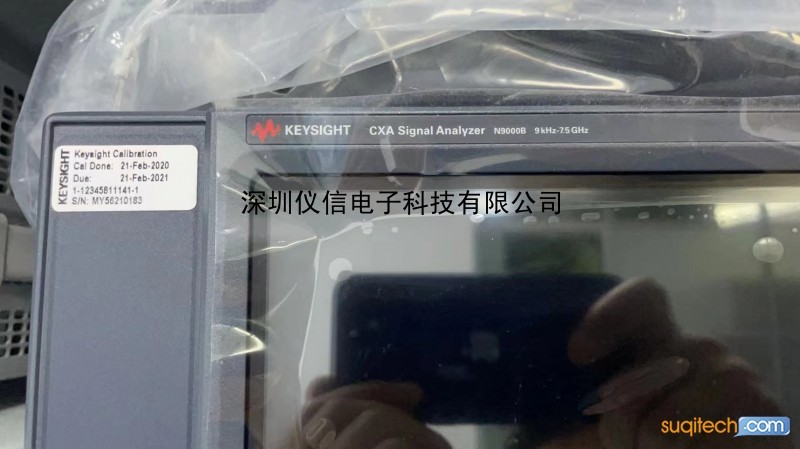 KEYSIGHT CXA Signal Analyzer N9000B 9 kHz-7.5 GHz
KEYSIGHT
Keysight Calibration
Cal Done: 21-Feb-2020
Due: 21-Feb-2021
1-12345811141-1
S/N: MY56210183
深圳仪信电子科技有限公司
suqitech.com